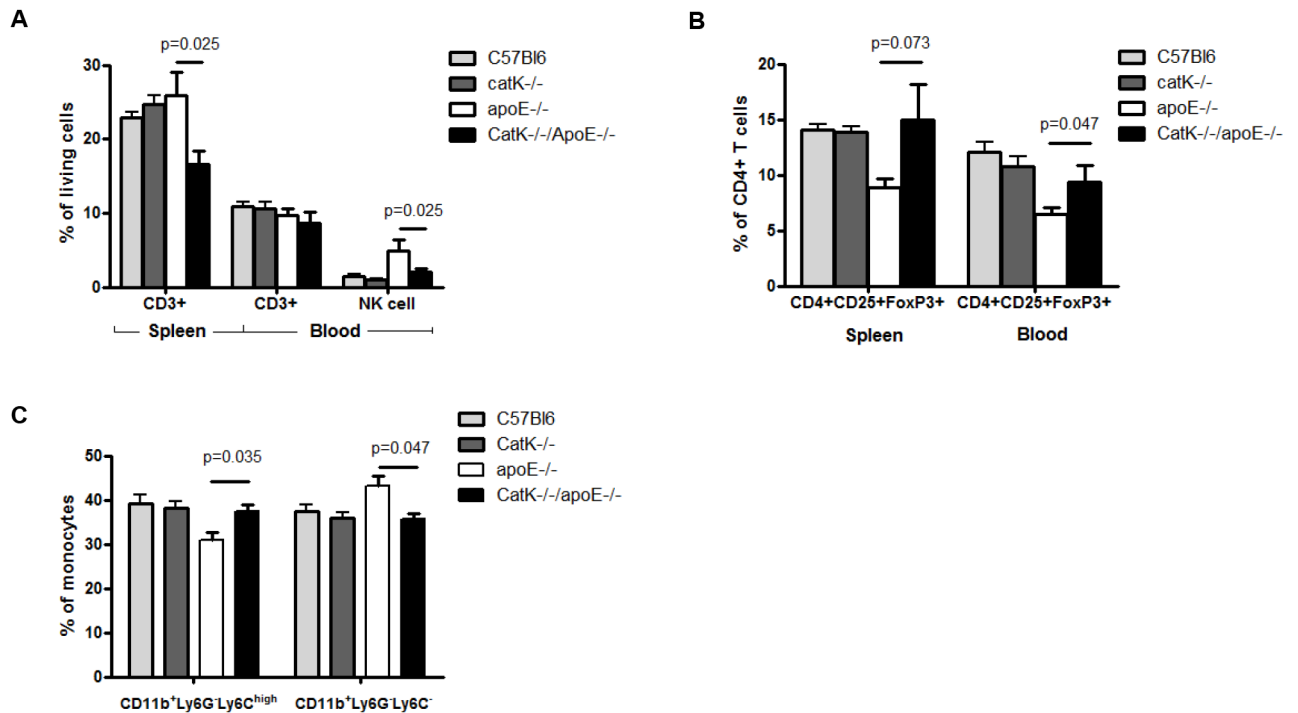 A
p=0.025
C57Bl6
catK-/-
apoE-/-
CatK-/-/ApoE-/-
% of living cells
30
20
10
0
p=0.025
CD3+
CD3+
NK cell
Spleen
Blood
B
p=0.073
C57Bl6
catK-/-
apoE-/-
CatK-/-/apoE-/-
% of CD4+ T cells
20
15
10
5
0
p=0.047
CD4+CD25+FoxP3+
CD4+CD25+FoxP3+
Spleen
Blood
C
C57Bl6
CatK-/-
apoE-/-
CatK-/-/apoE-/-
% of monocytes
50
40
30
20
10
0
p=0.035
p=0.047
CD11b⁺Ly6G⁻Ly6Cʰⁱᵍʰ
CD11b⁺Ly6G⁻Ly6C⁻